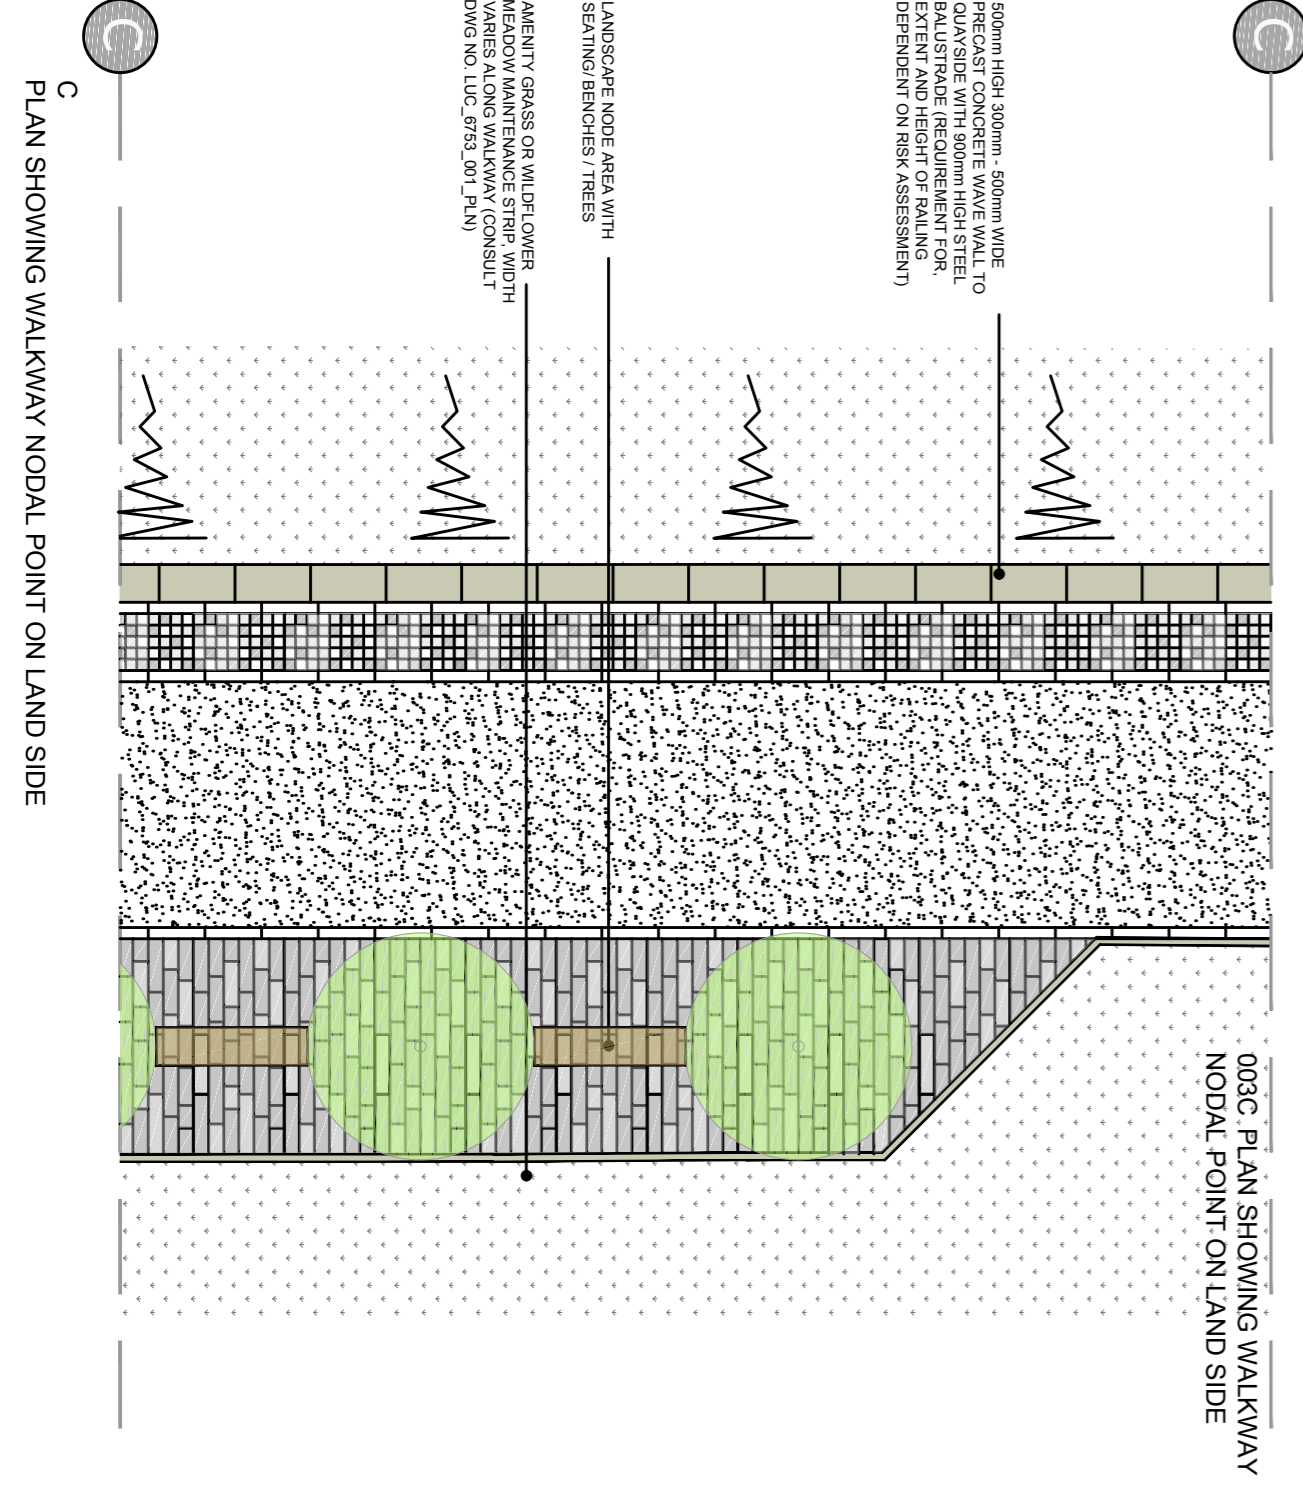 C
C
500mm HIGH 300mm - 500mm WIDE
PRECAST CONCRETE WAVE WALL TO
QUAYSIDE WITH 900mm HIGH STEEL
BALUSTRADE (REQUIREMENT FOR,
EXTENT AND HEIGHT OF RAILING
DEPENDENT ON RISK ASSESSMENT)
LANDSCAPE NODE AREA WITH
SEATING/ BENCHES / TREES
AMENITY GRASS OR WILDFLOWER
MEADOW MAINTENANCE STRIP, WIDTH
VARIES ALONG WALKWAY (CONSULT
DWG NO. LUC_6753_001_PLN)
003C PLAN SHOWING WALKWAY
NODAL POINT ON LAND SIDE
C
PLAN SHOWING WALKWAY NODAL POINT ON LAND SIDE